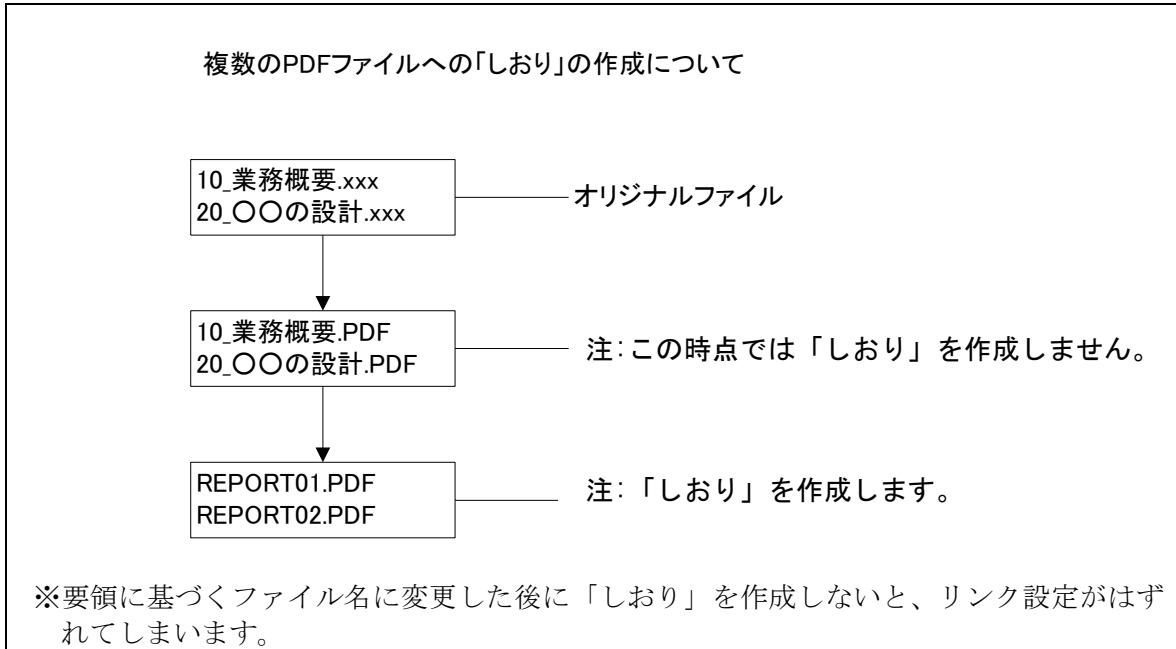 複数のPDFファイルへの「しおり」の作成について
10_業務概要.xxx
20_〇〇の設計.xxx
オリジナルファイル
10_業務概要.PDF
20_〇〇の設計.PDF
注:この時点では「しおり」を作成しません。
REPORT01.PDF
REPORT02.PDF
注:「しおり」を作成します。
※要領に基づくファイル名に変更した後に「しおり」を作成しないと、リンク設定がはず
れてしまいます。